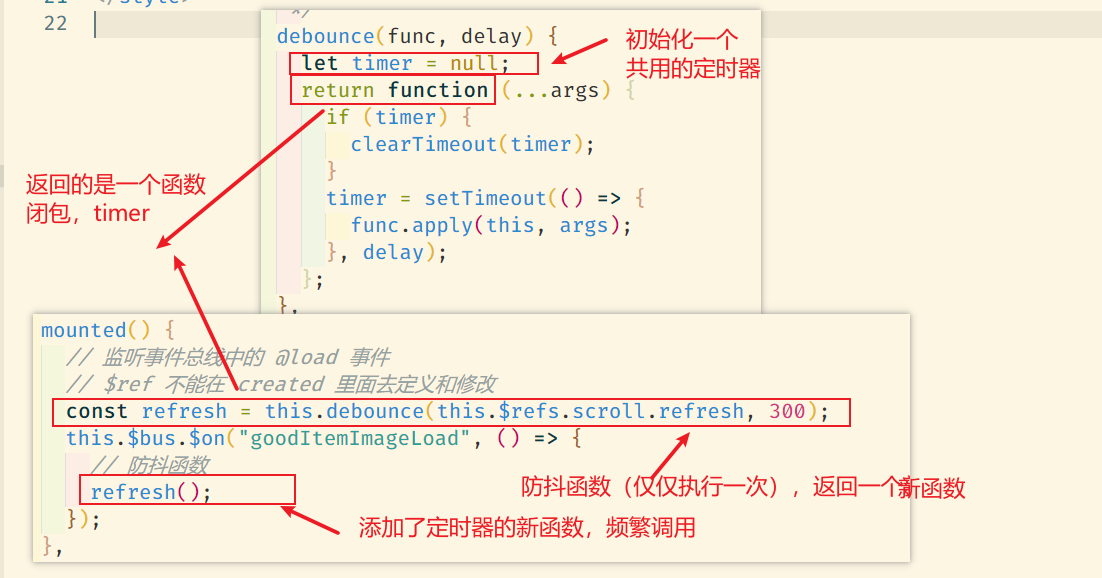 21 </style>
22
*/
debounce(func, delay) {
let timer = null;
return function (...args) {
if (timer) {
clearTimeout(timer);
}
timer = setTimeout(() => {
func.apply(this, args);
}, delay);
};
},
初始化一个
共用的定时器
返回的是一个函数
闭包，timer
mounted() {
// 监听事件总线中的 @load 事件
// $ref 不能在 created 里面去定义和修改
const refresh = this.debounce(this.$refs.scroll.refresh, 300);
this.$bus.$on("goodItemImageLoad", () => {
// 防抖函数
refresh();
});
},
防抖函数（仅仅执行一次），返回一个新函数
添加了定时器的新函数，频繁调用